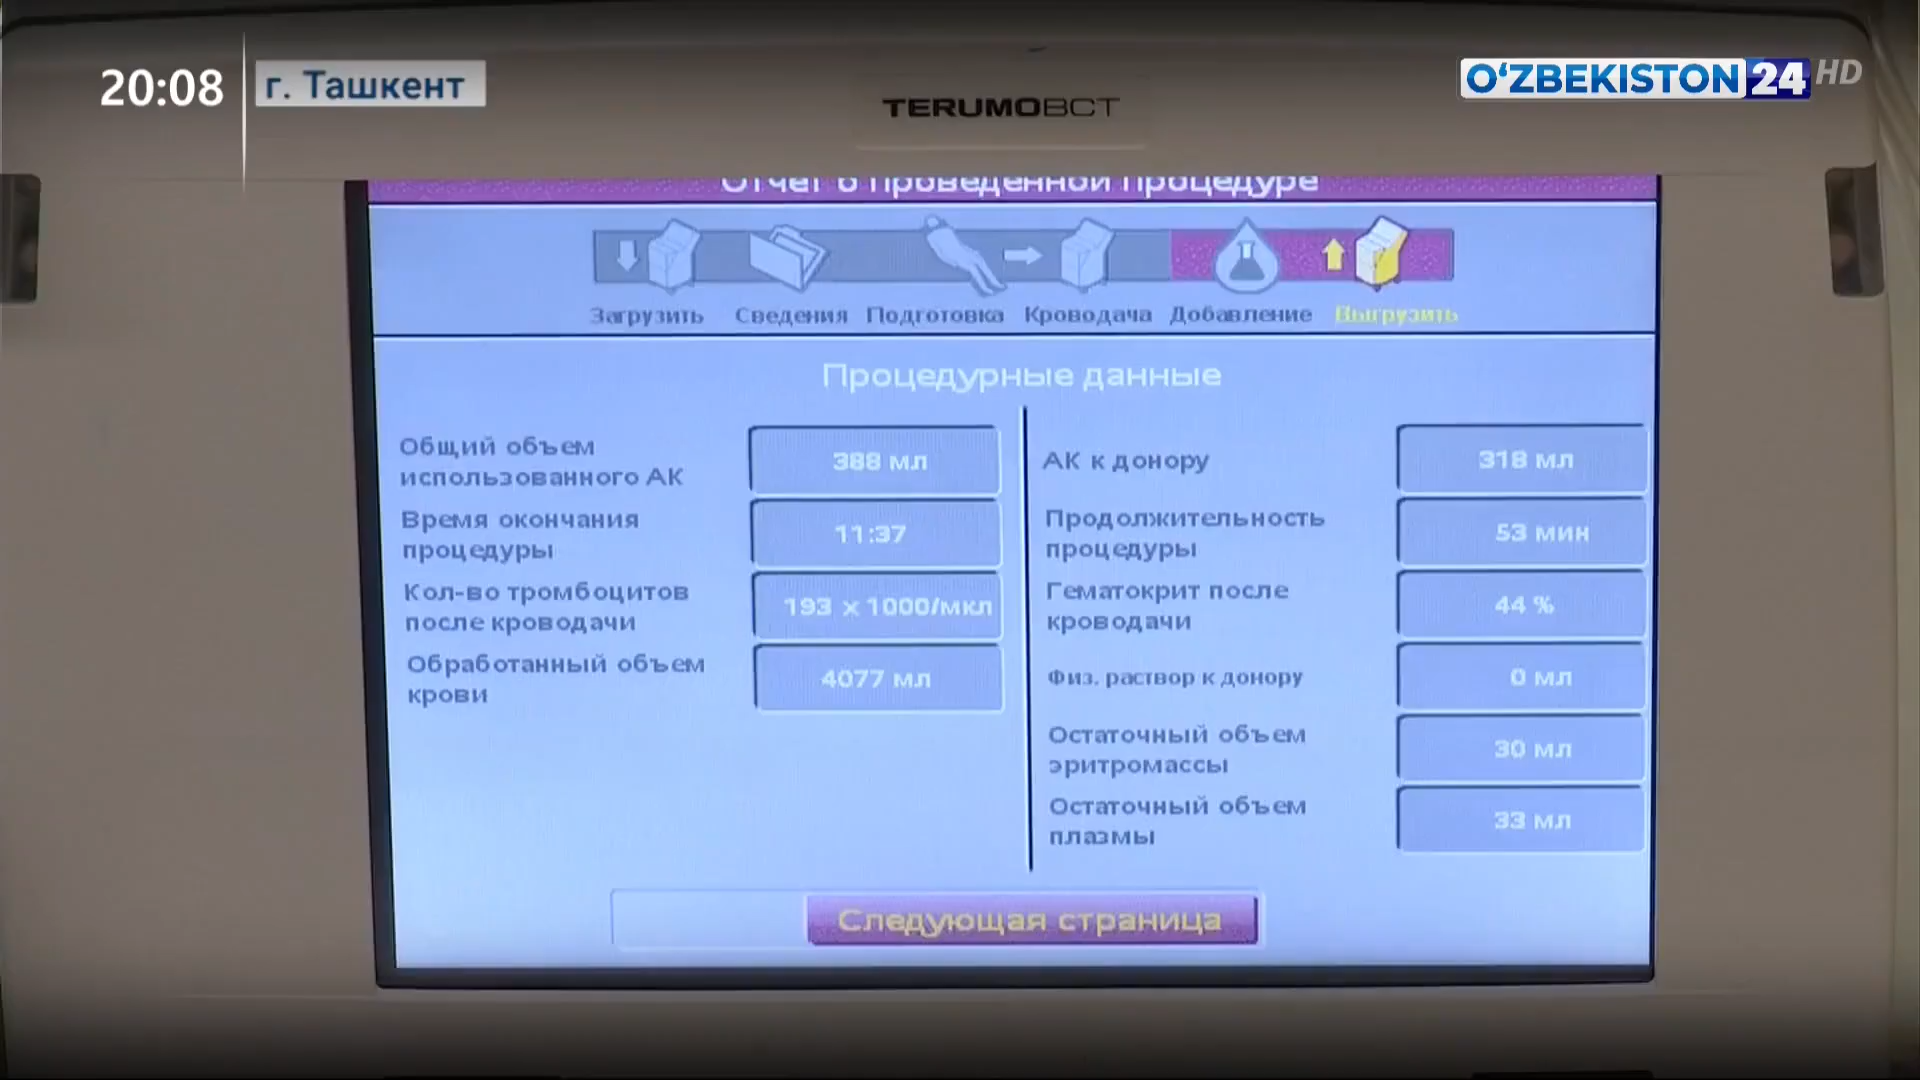 20:08
г. Ташкент
O‘ZBEKISTON 24 HD
TERUMOBCT
Отчет о проведенной процедуре
Загрузить Сведения Подготовка Кроводача Добавление Выгрузить
Процедурные данные
Общий объем
использованного АК
388 мл
Время окончания
процедуры
11:37
Кол-во тромбоцитов
после кроводачи
193 x 1000/мкл
Обработанный объем
крови
4077 мл
АК к донору
318 мл
Продолжительность
процедуры
53 мин
Гематокрит после
кроводачи
44 %
Физ. раствор к донору
0 мл
Остаточный объем
эритромассы
30 мл
Остаточный объем
плазмы
33 мл
Следующая страница